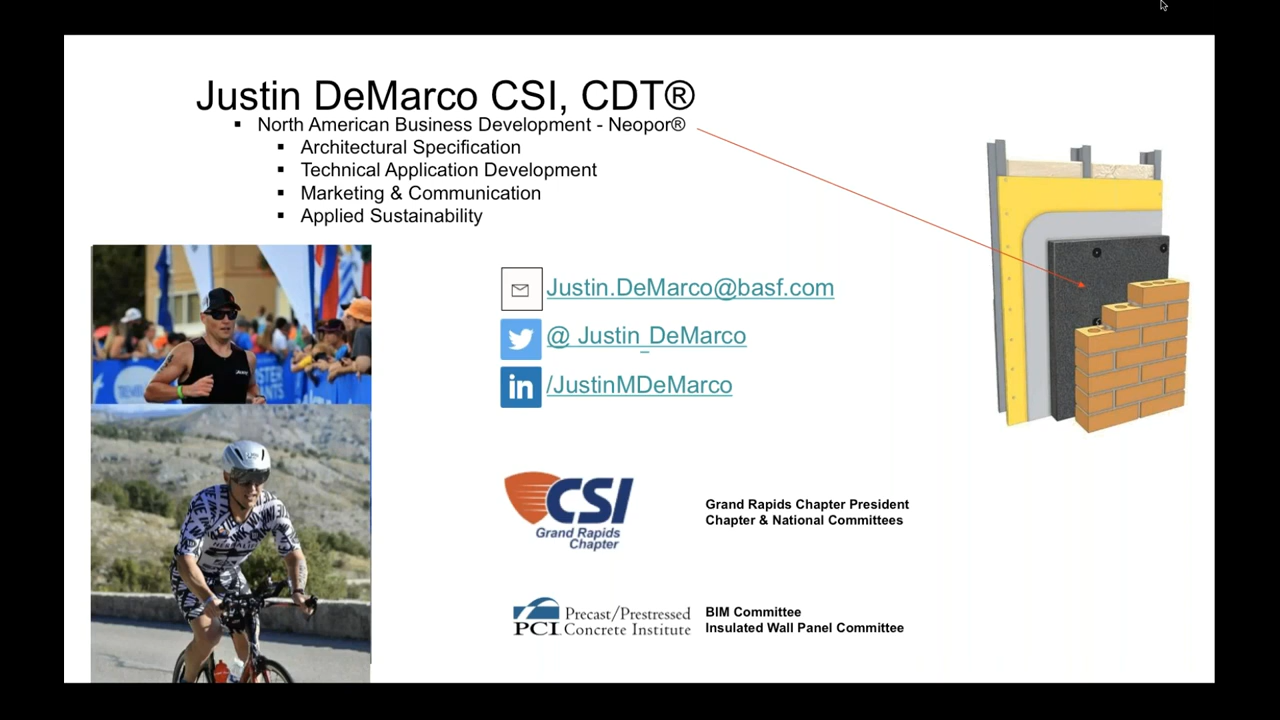 Justin DeMarco CSI, CDT®
▪ North American Business Development - Neopor®
▪ Architectural Specification
▪ Technical Application Development
▪ Marketing & Communication
▪ Applied Sustainability
Justin.DeMarco@basf.com
@ Justin_DeMarco
in /JustinMDeMarco
CSI
Grand Rapids
Chapter
Grand Rapids Chapter President
Chapter & National Committees
PCI
Precast/Prestressed
Concrete Institute
BIM Committee
Insulated Wall Panel Committee